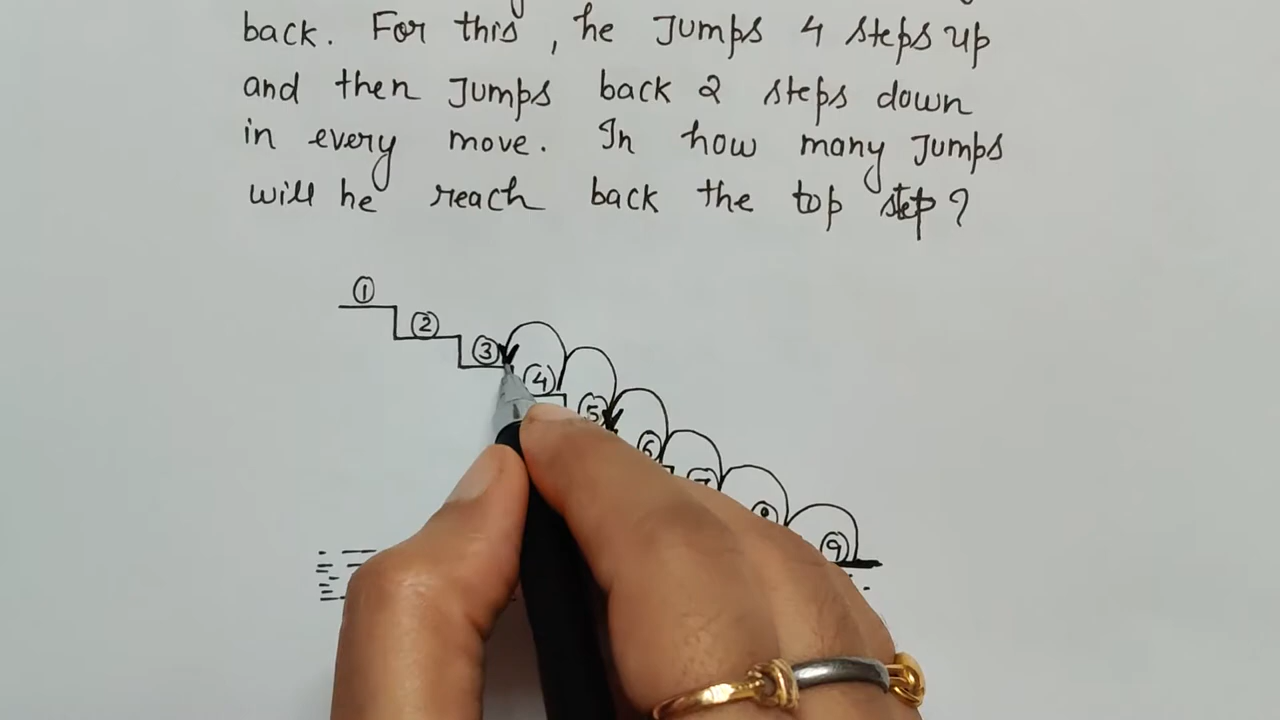 back. For this, he Jumps 4 steps up
and then Jumps back 2 steps down
in every move. In how many Jumps
will he reach back the top step?
①
②
③
④
⑤
⑥
⑨